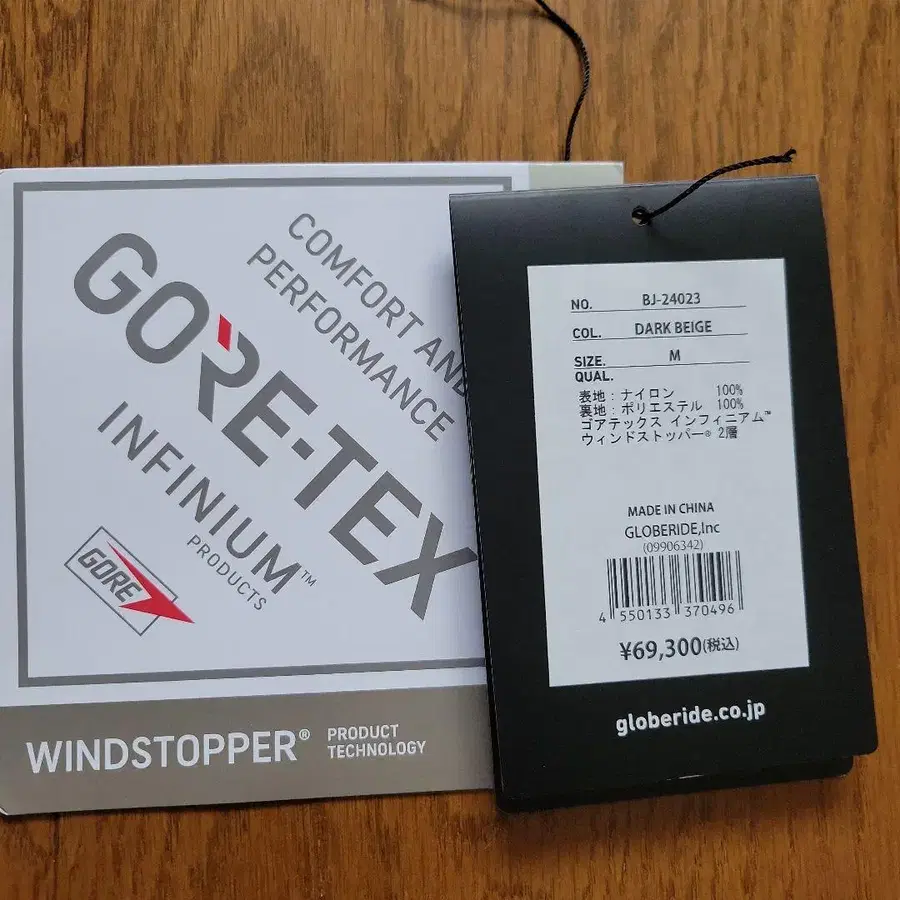 COMFORT AND
PERFORMANCE
GORE-TEX
INFINIUM™
PRODUCTS
GORE
WINDSTOPPER® PRODUCT
TECHNOLOGY
NO. BJ-24023
COL. DARK BEIGE
SIZE. M
QUAL.
表地：ナイロン 100%
裏地：ポリエステル 100%
ゴアテックス インフィニアム™
ウィンドストッパー® 2層
MADE IN CHINA
GLOBERIDE,Inc
(09906342)
4 550133 370496
¥69,300(税込)
globeride.co.jp